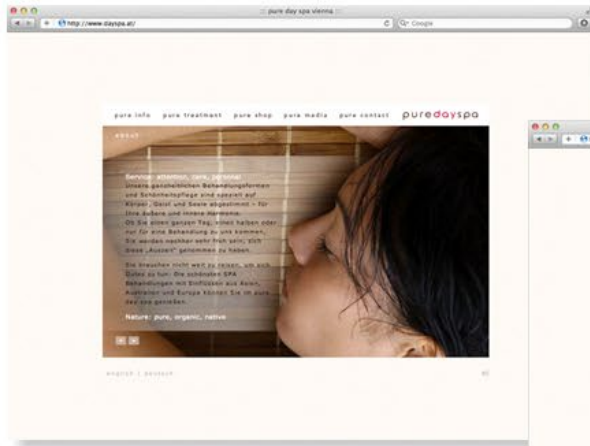 :: pure day spa vienna ::
http://www.dayspa.at/
Google
pure info pure treatment pure shop pure media pure contact puredayspa
ABOUT
Service: attention, care, personal
Unsere ganzheitlichen Behandlungsformen
und Schönheitspflege sind speziell auf
Körper, Geist und Seele abgestimmt – für
Ihre äußere und innere Harmonie.
Ob Sie einen ganzen Tag, einen halben oder
nur für eine Behandlung zu uns kommen,
Sie werden nachher sehr froh sein, sich
diese „Auszeit“ genommen zu haben.
Sie brauchen nicht weit zu reisen, um sich
Gutes zu tun: Die schönsten SPA
Behandlungen mit Einflüssen aus Asien,
Australien und Europa können Sie im pure
day spa genießen.
Nature: pure, organic, native
english | deutsch